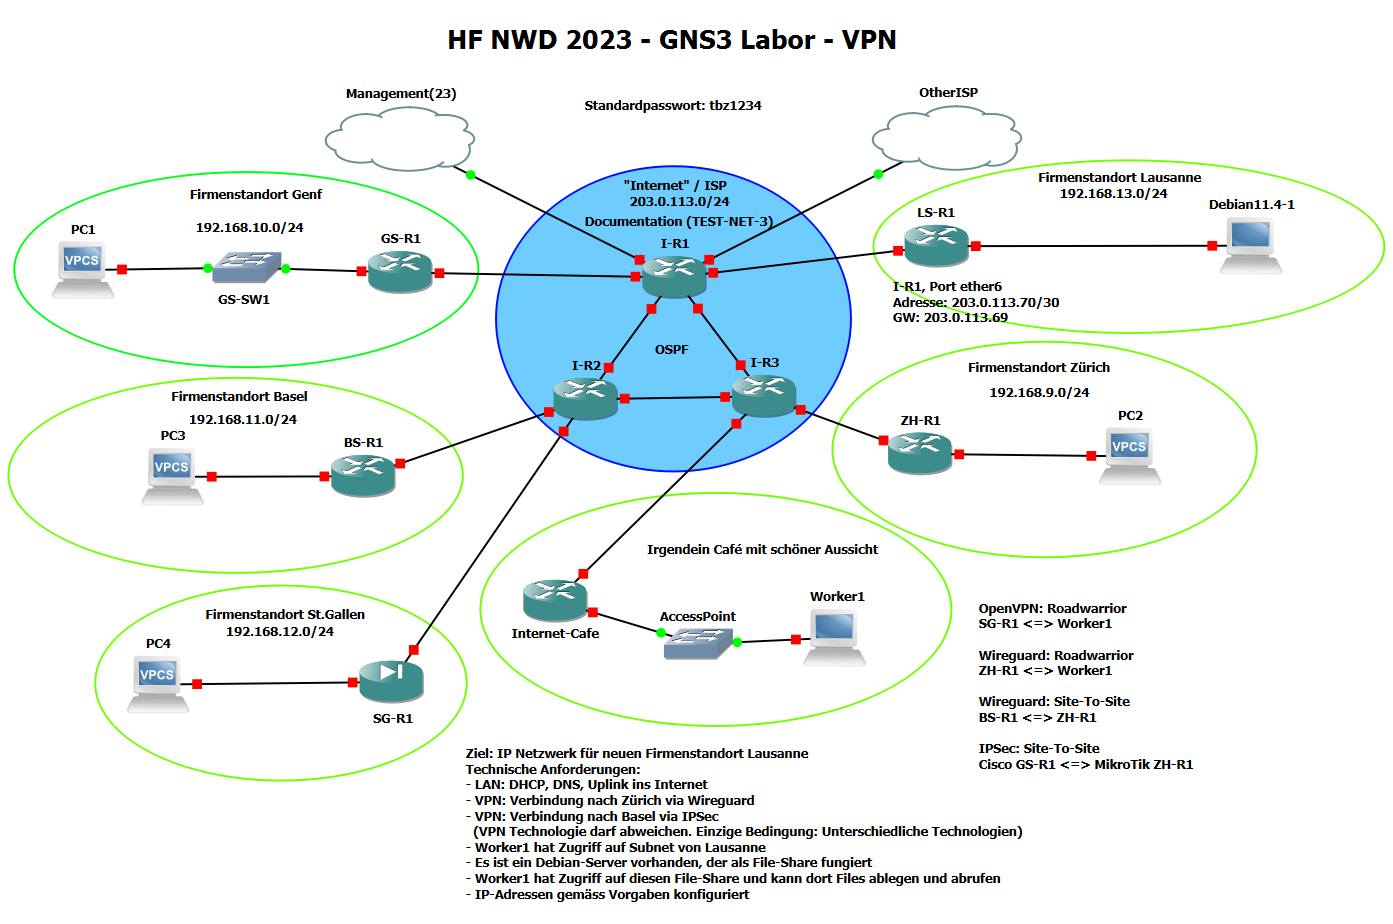 HF NWD 2023 - GNS3 Labor - VPN
Management(23)
Standardpasswort: tbz1234
OtherISP
Firmenstandort Genf
192.168.10.0/24
PC1
VPCS
GS-SW1
GS-R1
"Internet" / ISP
203.0.113.0/24
Documentation (TEST-NET-3)
I-R1
OSPF
I-R2
I-R3
Firmenstandort Lausanne
192.168.13.0/24
LS-R1
Debian11.4-1
I-R1, Port ether6
Adresse: 203.0.113.70/30
GW: 203.0.113.69
Firmenstandort Basel
192.168.11.0/24
PC3
VPCS
BS-R1
Firmenstandort Zürich
192.168.9.0/24
ZH-R1
PC2
VPCS
Firmenstandort St.Gallen
192.168.12.0/24
PC4
VPCS
SG-R1
Irgendein Café mit schöner Aussicht
Internet-Cafe
AccessPoint
Worker1
OpenVPN: Roadwarrior
SG-R1 <=> Worker1
Wireguard: Roadwarrior
ZH-R1 <=> Worker1
Wireguard: Site-To-Site
BS-R1 <=> ZH-R1
IPSec: Site-To-Site
Cisco GS-R1 <=> MikroTik ZH-R1
Ziel: IP Netzwerk für neuen Firmenstandort Lausanne
Technische Anforderungen:
- LAN: DHCP, DNS, Uplink ins Internet
- VPN: Verbindung nach Zürich via Wireguard
- VPN: Verbindung nach Basel via IPSec
(VPN Technologie darf abweichen. Einzige Bedingung: Unterschiedliche Technologien)
- Worker1 hat Zugriff auf Subnet von Lausanne
- Es ist ein Debian-Server vorhanden, der als File-Share fungiert
- Worker1 hat Zugriff auf diesen File-Share und kann dort Files ablegen und abrufen
- IP-Adressen gemäss Vorgaben konfiguriert